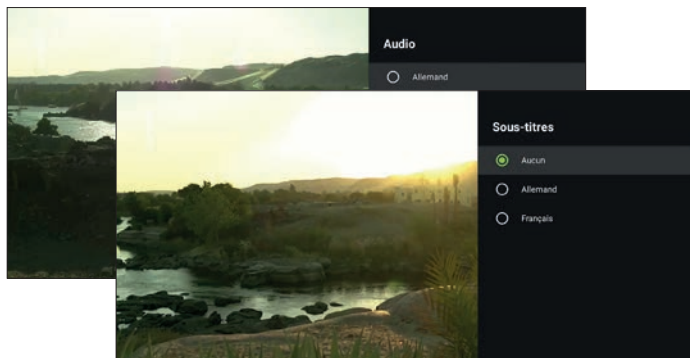 Audio
Allemand
Sous-titres
Aucun
Allemand
Français